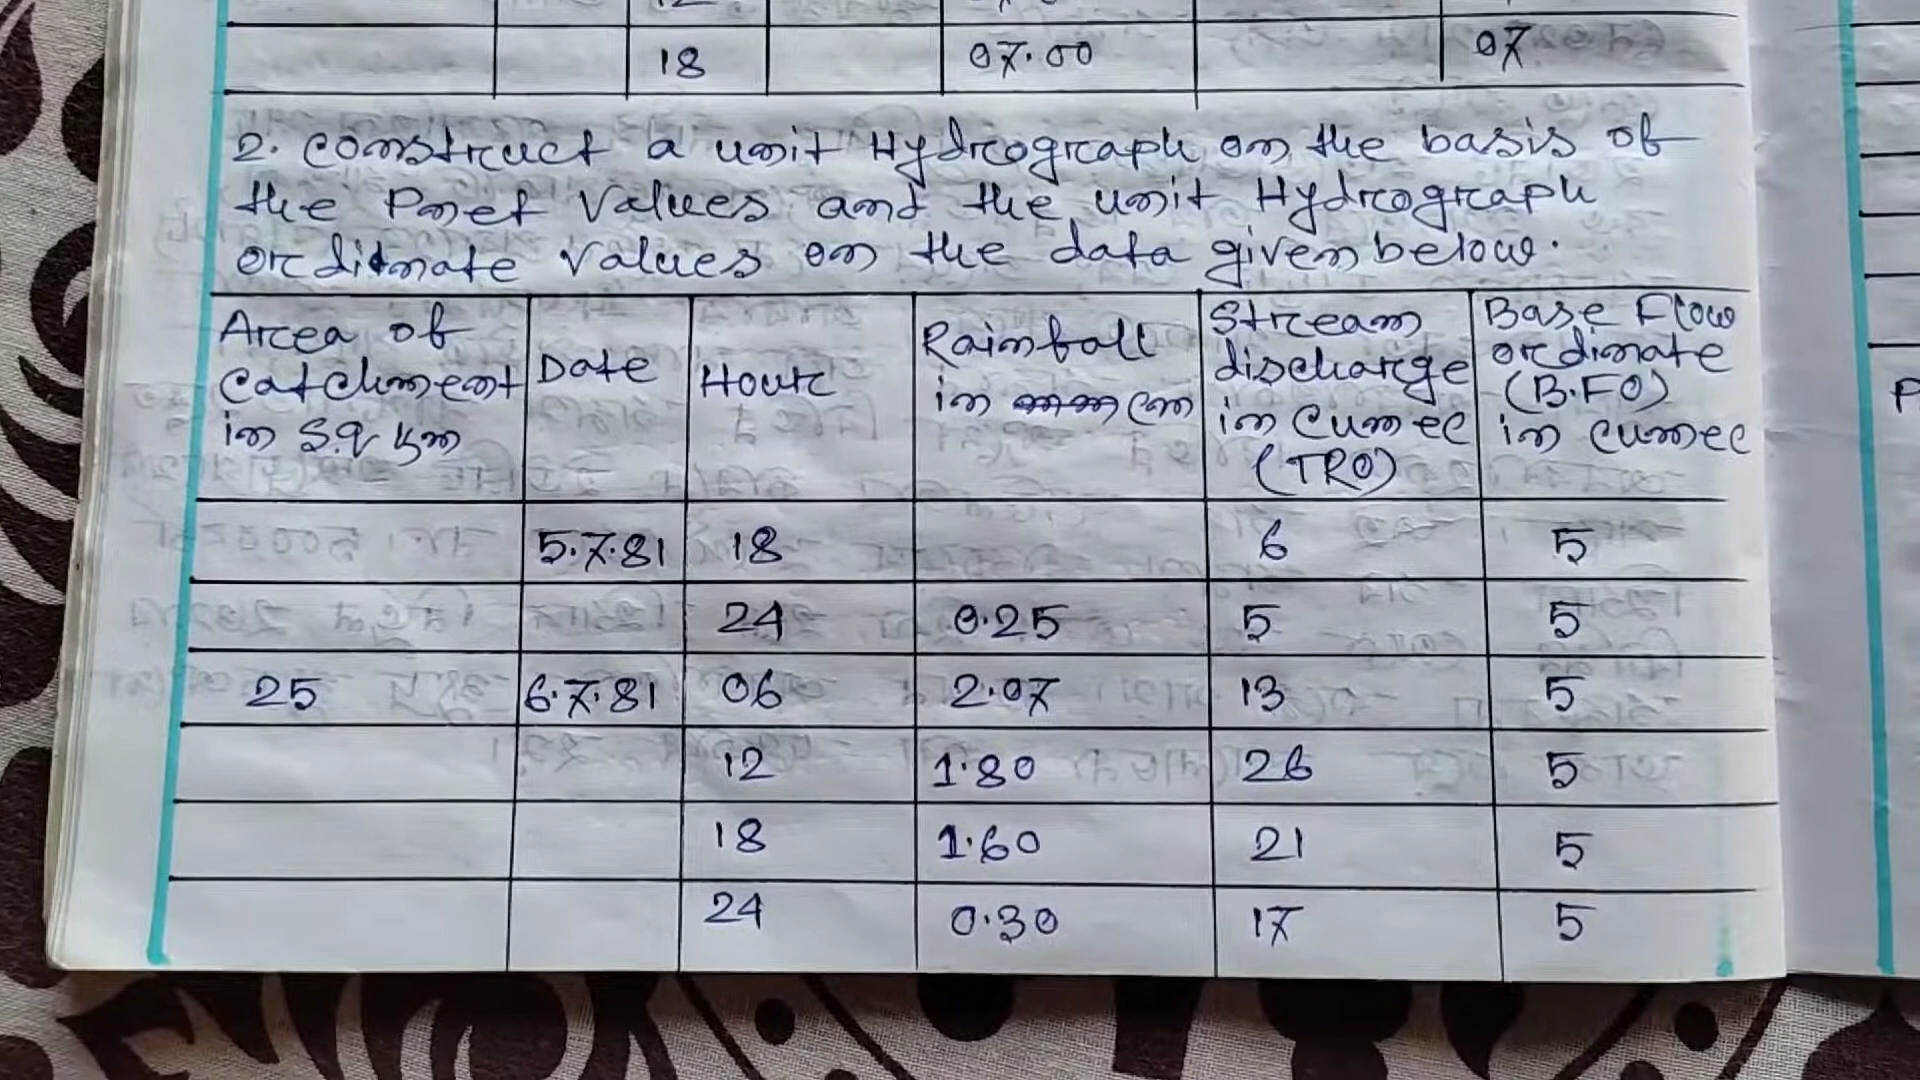 18 07.00 07
2. Construct a unit Hydrograph on the basis of
the Pnet values and the unit Hydrograph
orditnate values on the data given below.
Area of
Catchment
in S.q km
Date
Hour
Rainfall
in cm
Stream
discharge
in Cumec
(TRO)
Base Flow
ordinate
(B.FO)
in cumec
5.7.81 18 6 5
24 0.25 5 5
25 6.7.81 06 2.07 13 5
12 1.80 26 5
18 1.60 21 5
24 0.30 17 5